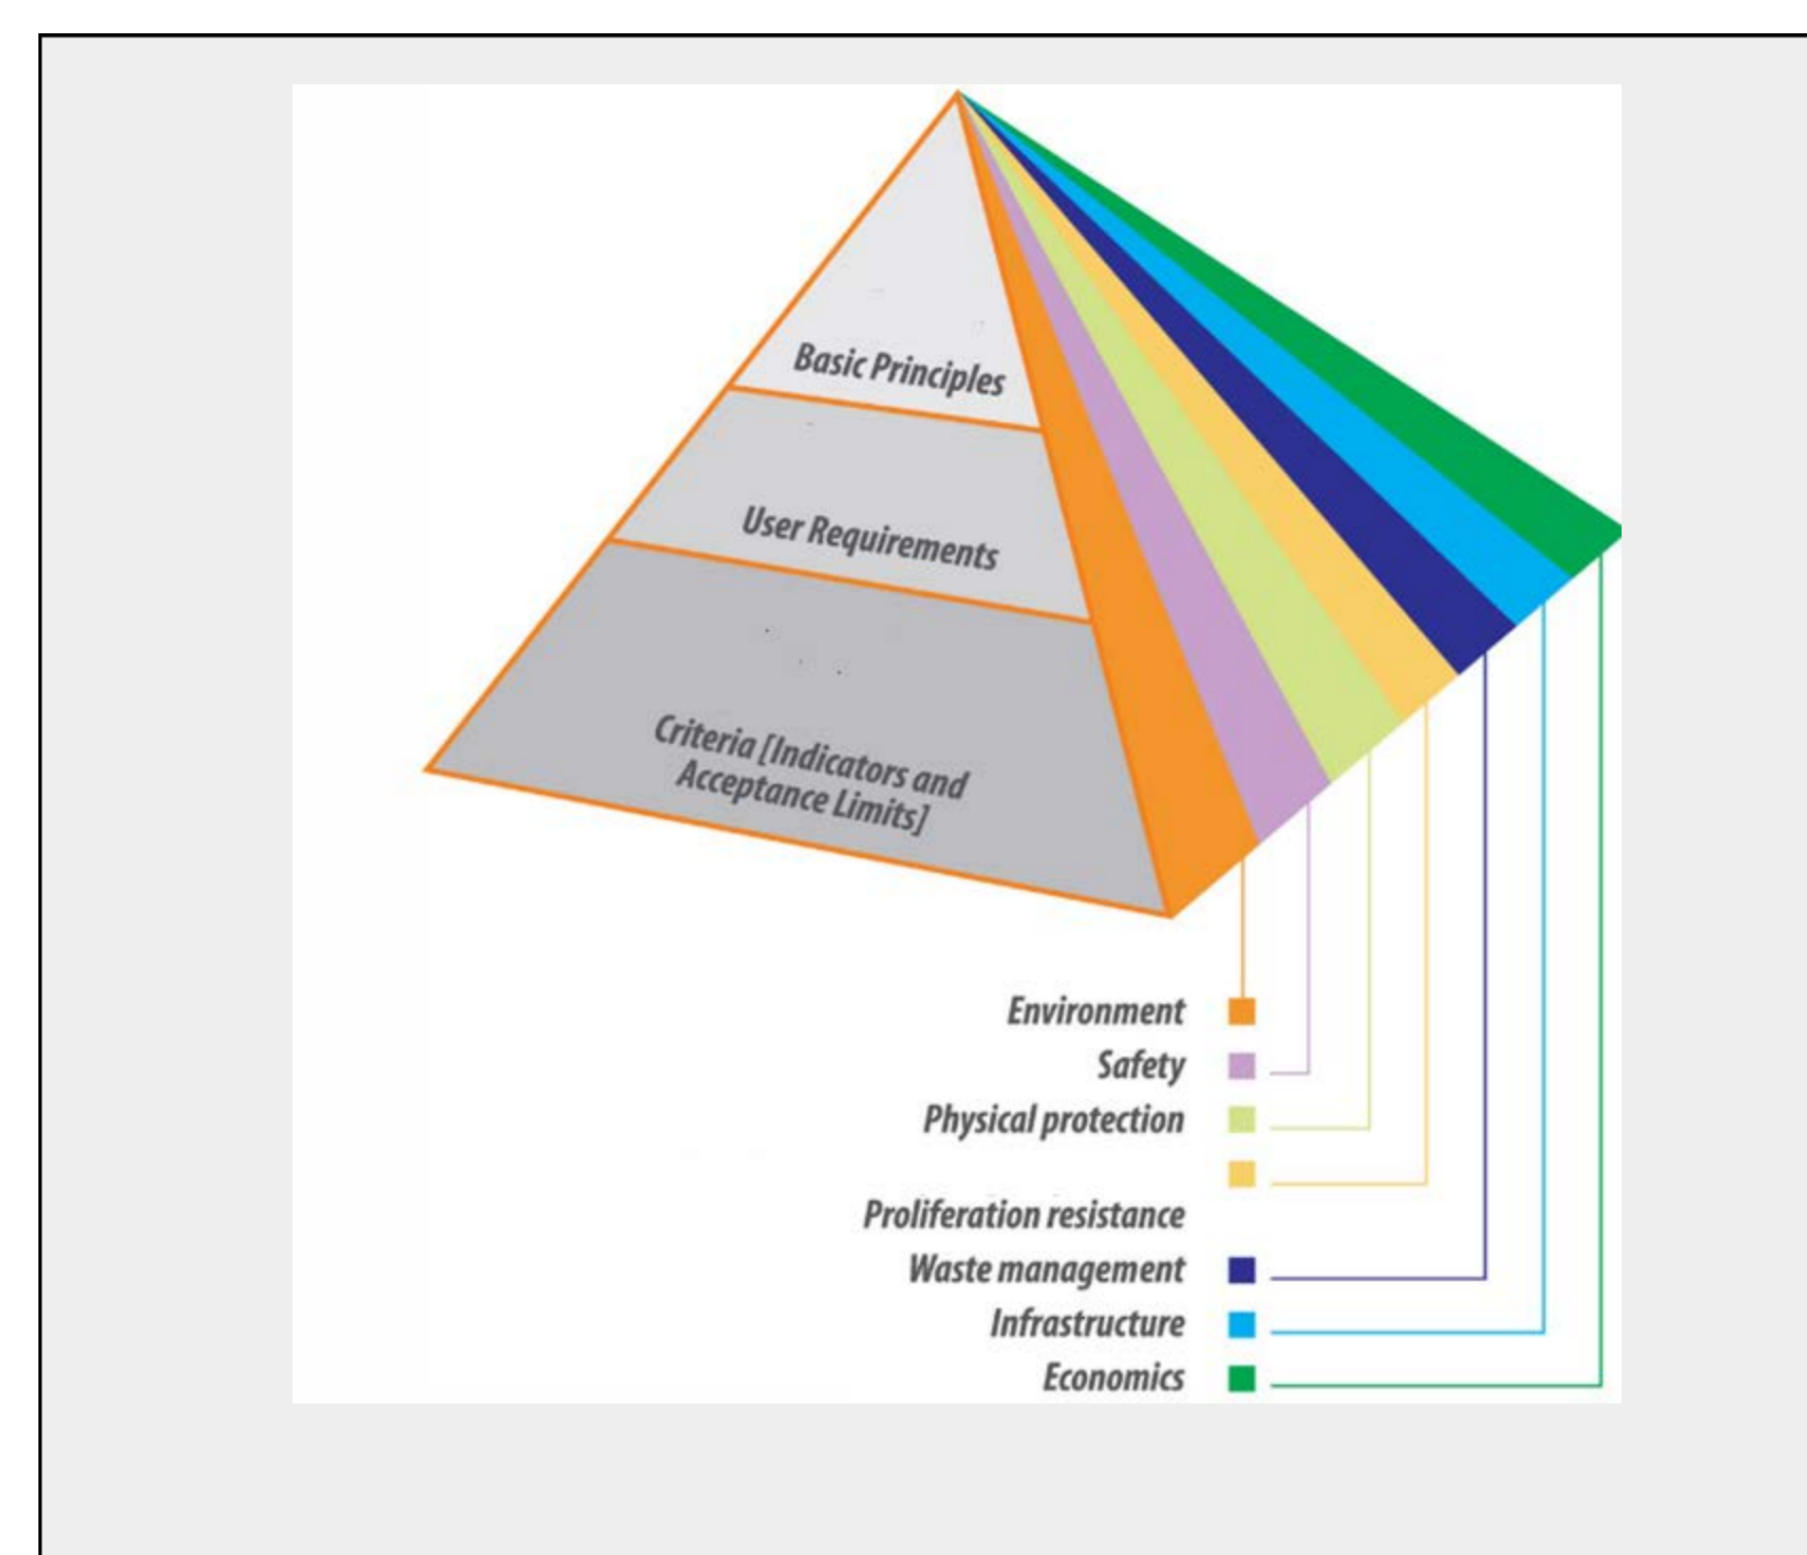 Basic Principles
User Requirements
Criteria [Indicators and
Acceptance Limits]
Environment
Safety
Physical protection
Proliferation resistance
Waste management
Infrastructure
Economics